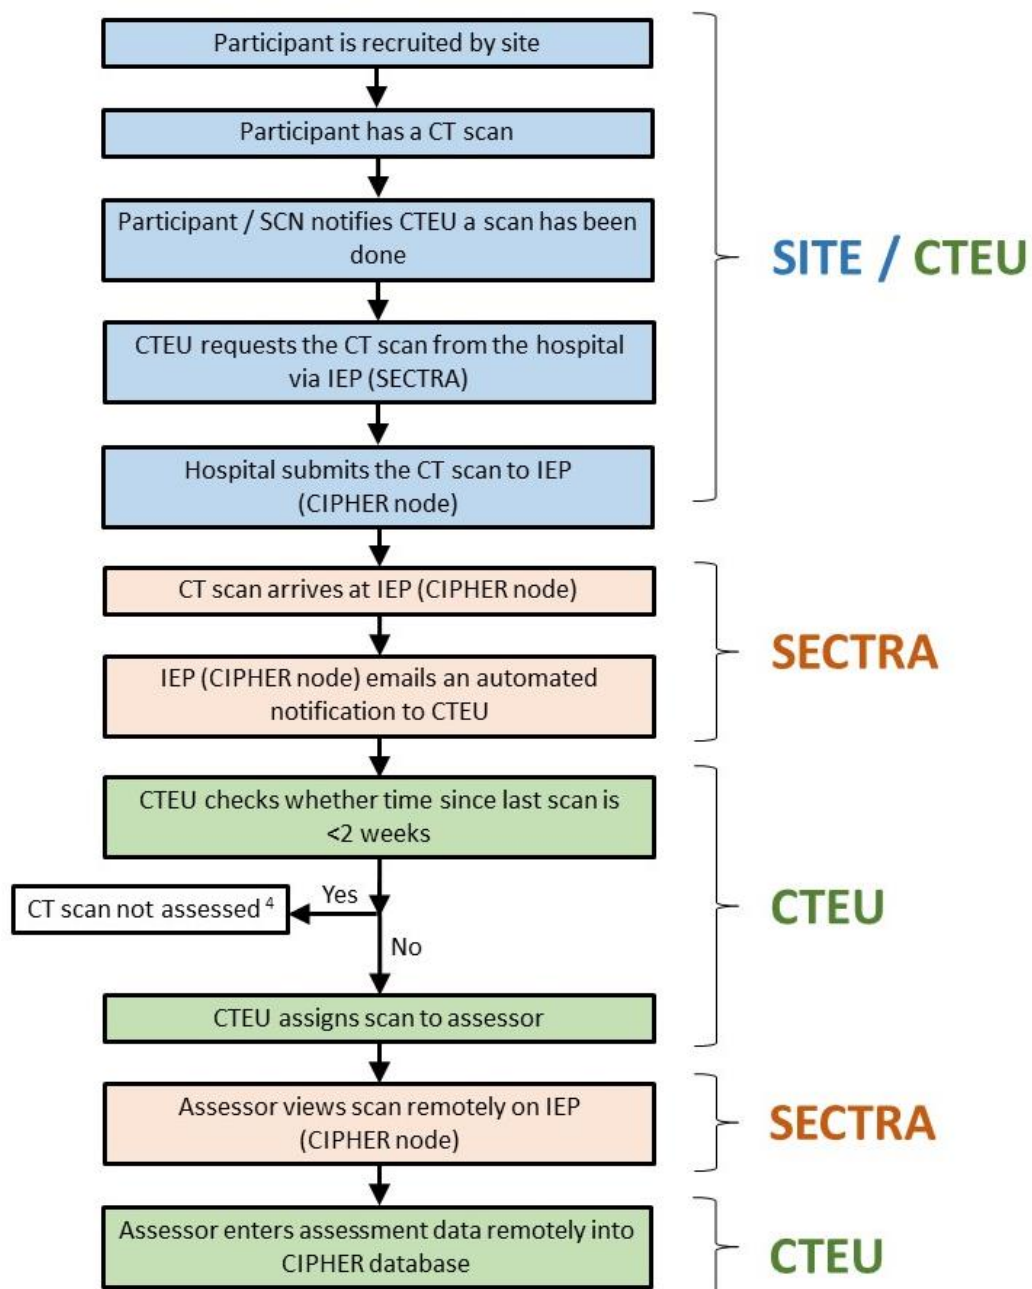 Participant is recruited by site
Participant has a CT scan
Participant / SCN notifies CTEU a scan has been
done
CTEU requests the CT scan from the hospital
via IEP (SECTRA)
Hospital submits the CT scan to IEP
(CIPHER node)
SITE / CTEU
CT scan arrives at IEP (CIPHER node)
IEP (CIPHER node) emails an automated
notification to CTEU
SECTRA
CTEU checks whether time since last scan is
<2 weeks
Yes
CT scan not assessed 4
No
CTEU assigns scan to assessor
CTEU
Assessor views scan remotely on IEP
(CIPHER node)
SECTRA
Assessor enters assessment data remotely into
CIPHER database
CTEU